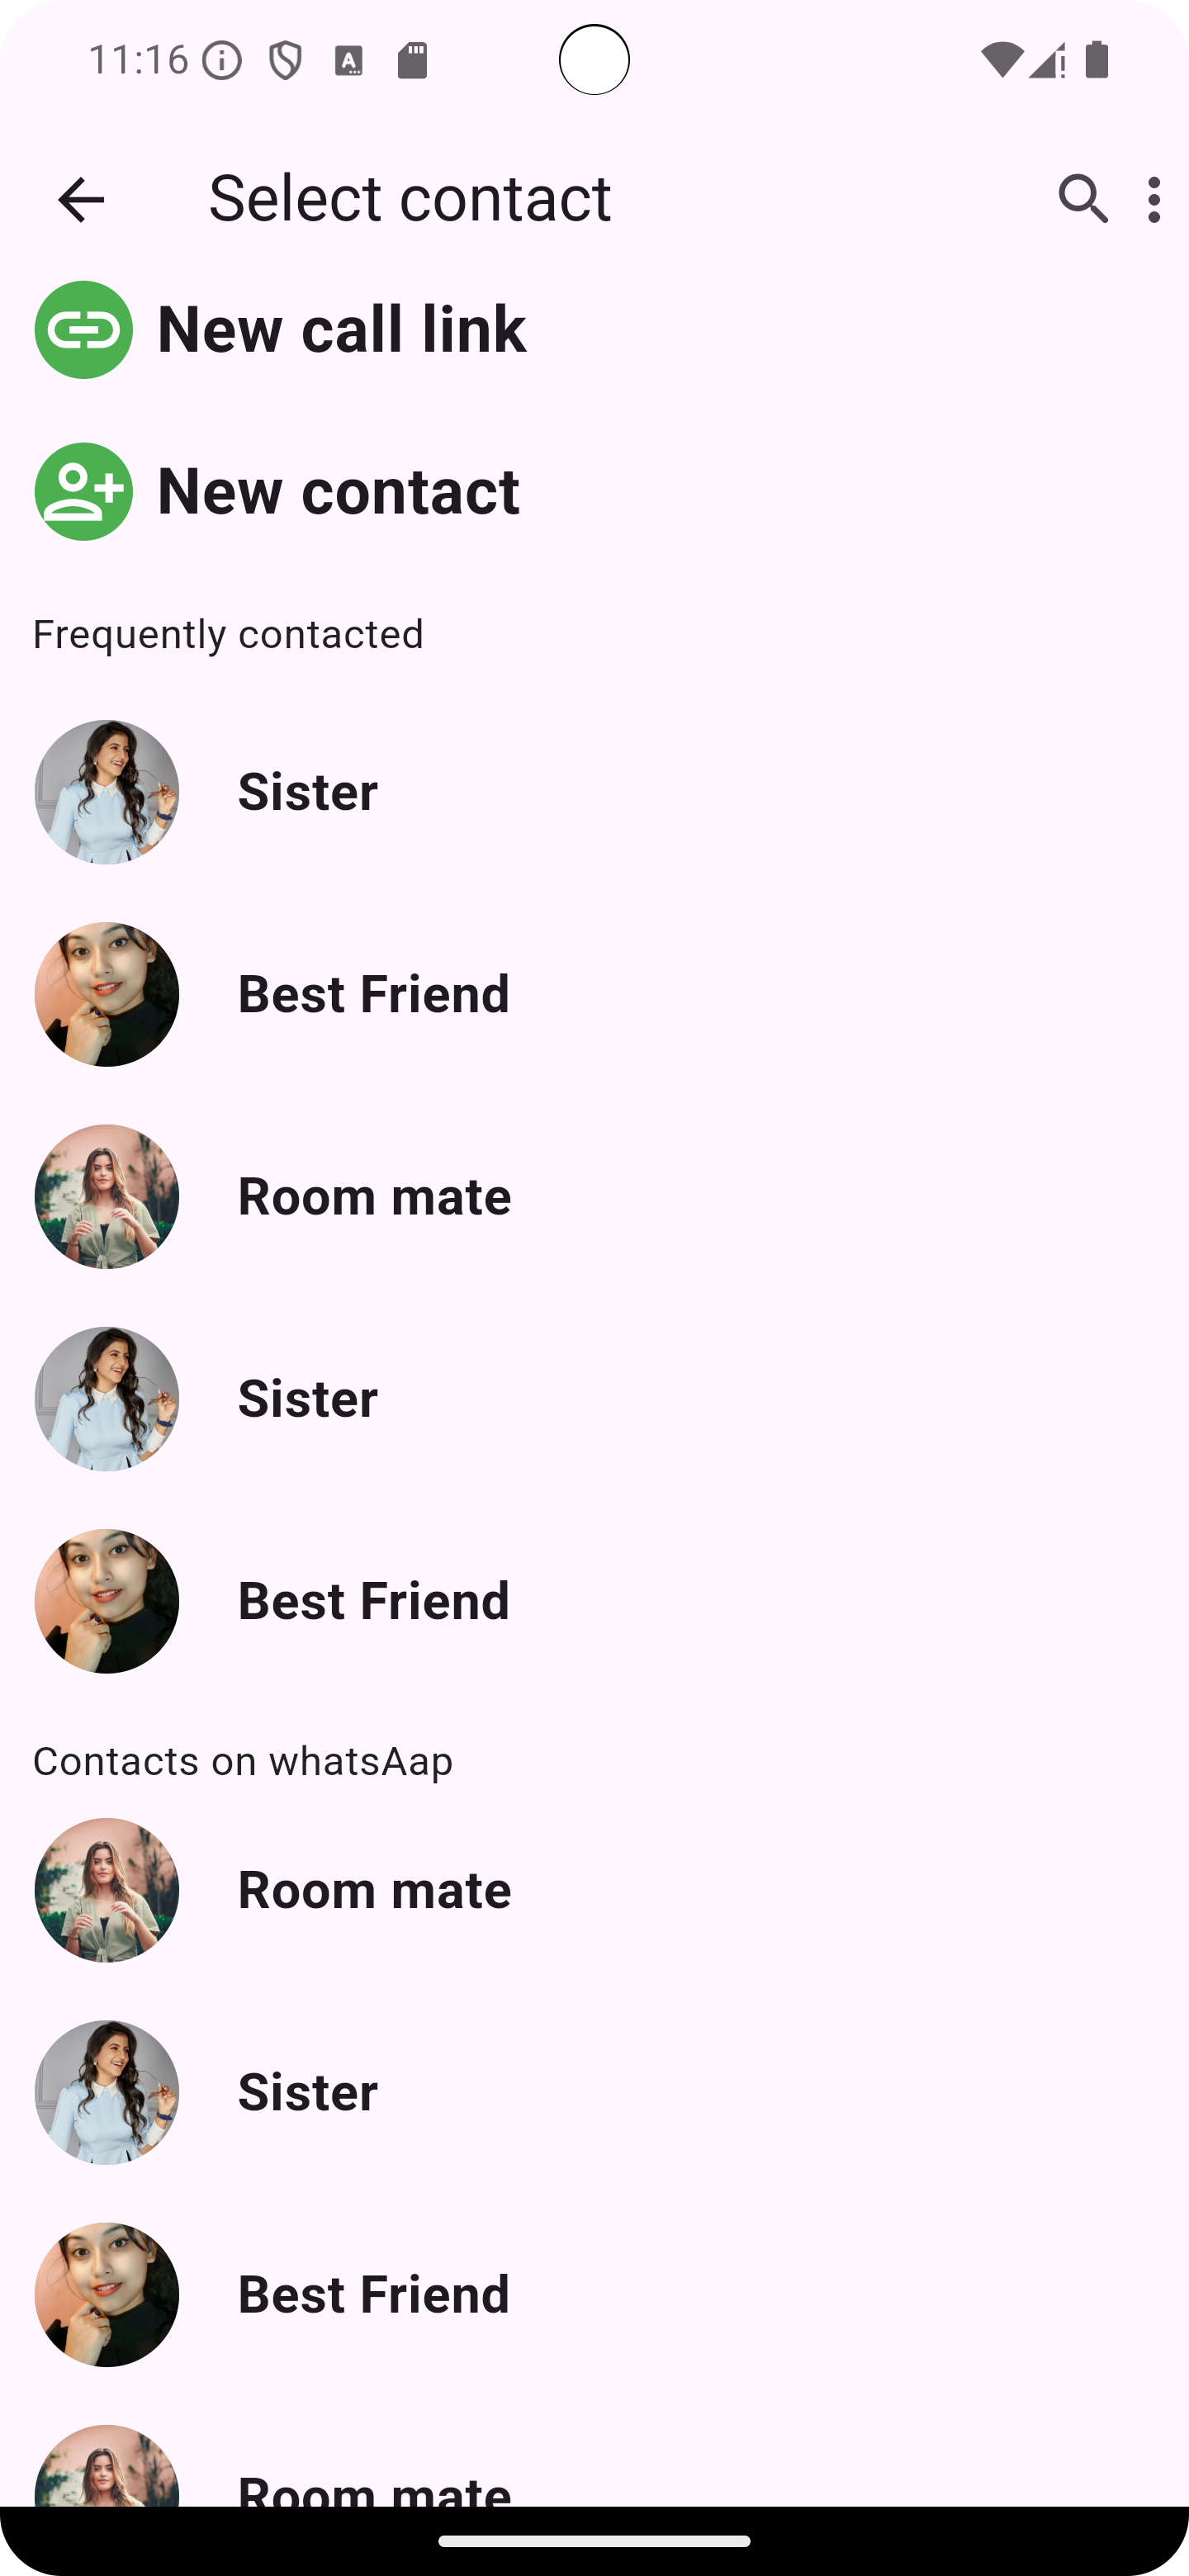 11:16
Select contact
New call link
New contact
Frequently contacted
Sister
Best Friend
Room mate
Sister
Best Friend
Contacts on whatsAap
Room mate
Sister
Best Friend
Room mate